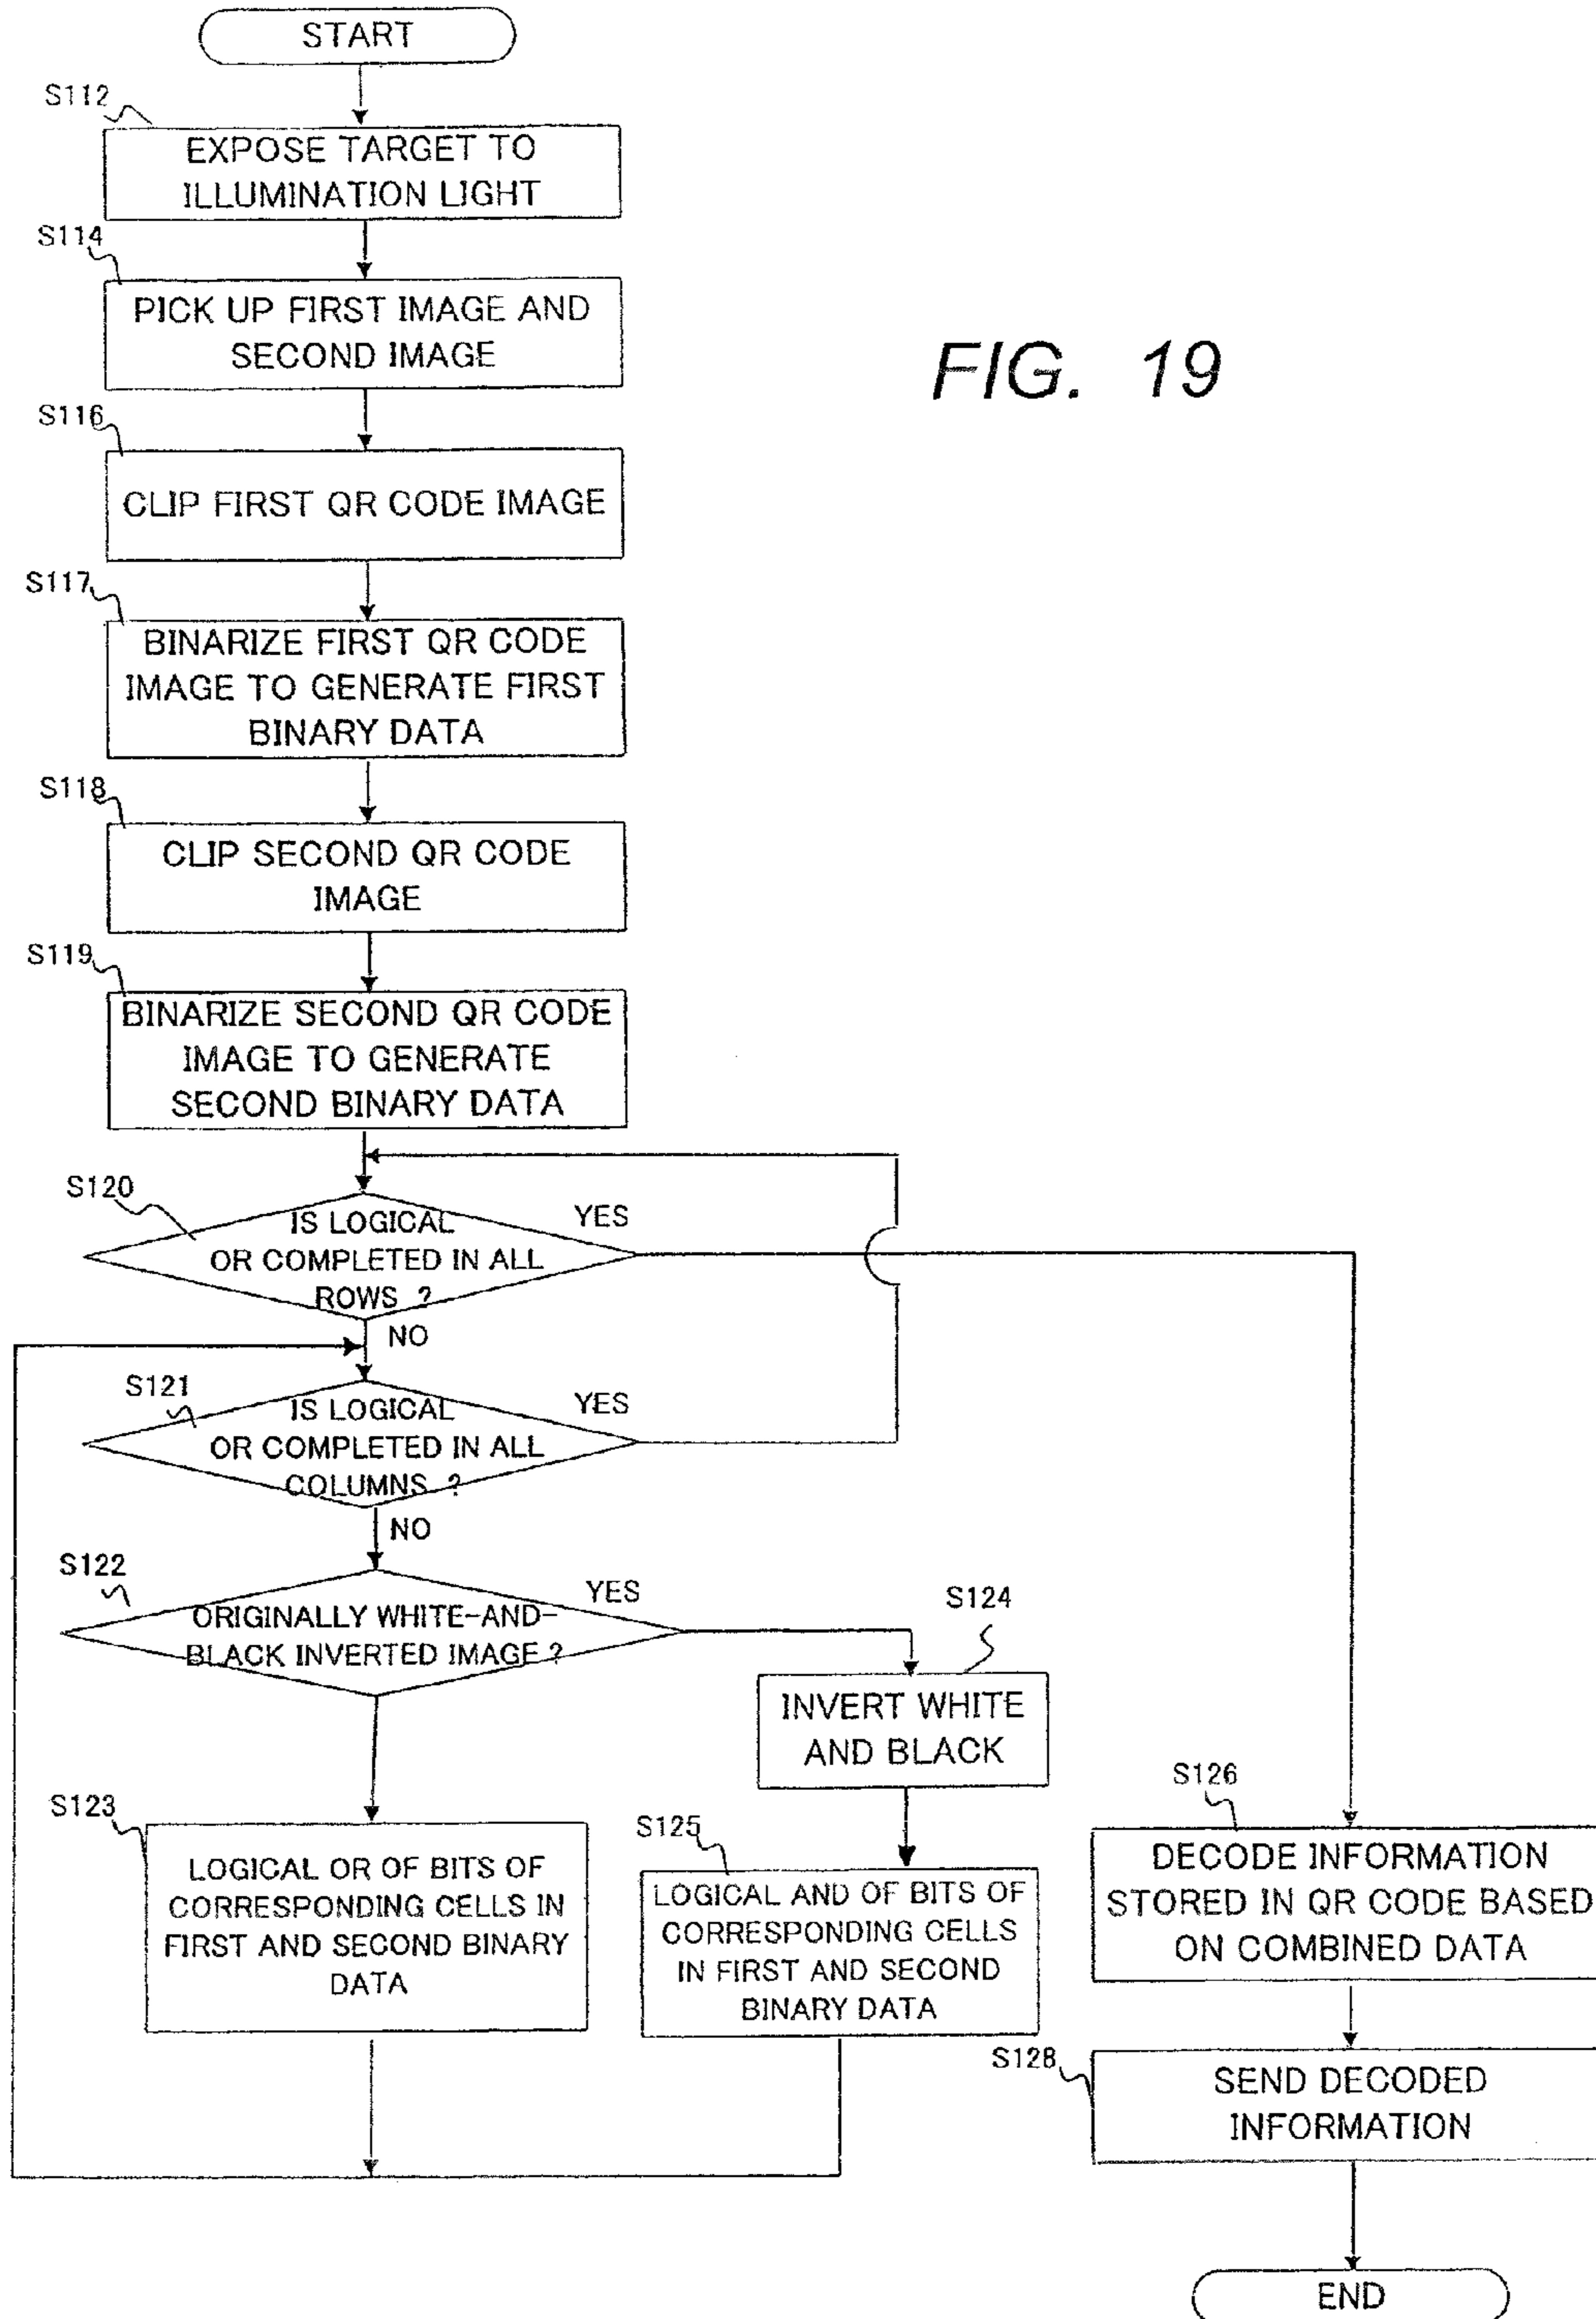 START
S112
EXPOSE TARGET TO
ILLUMINATION LIGHT
S114
PICK UP FIRST IMAGE AND
SECOND IMAGE
FIG. 19
S116
CLIP FIRST QR CODE IMAGE
S117
BINARIZE FIRST QR CODE
IMAGE TO GENERATE FIRST
BINARY DATA
S118
CLIP SECOND QR CODE
IMAGE
S119
BINARIZE SECOND QR CODE
IMAGE TO GENERATE
SECOND BINARY DATA
S120
IS LOGICAL
OR COMPLETED IN ALL
ROWS ?
YES
NO
S121
IS LOGICAL
OR COMPLETED IN ALL
COLUMNS ?
YES
NO
S122
ORIGINALLY WHITE-AND-
BLACK INVERTED IMAGE ?
YES
S124
INVERT WHITE
AND BLACK
S123
LOGICAL OR OF BITS OF
CORRESPONDING CELLS IN
FIRST AND SECOND BINARY
DATA
S125
LOGICAL AND OF BITS OF
CORRESPONDING CELLS
IN FIRST AND SECOND
BINARY DATA
S126
DECODE INFORMATION
STORED IN QR CODE BASED
ON COMBINED DATA
S128
SEND DECODED
INFORMATION
END